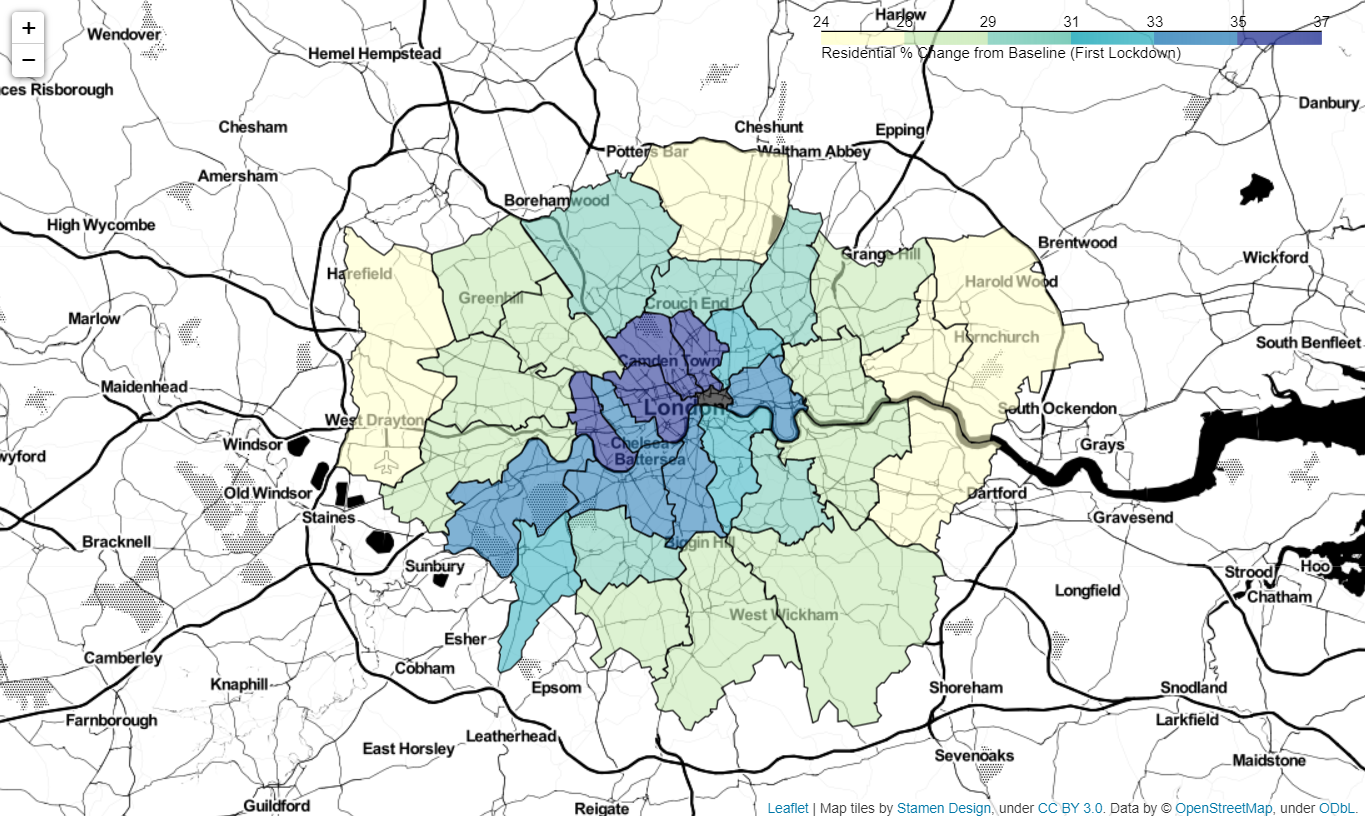 +
−
24 26 29 31 33 35 37
Residential % Change from Baseline (First Lockdown)
Harlow
Wendover
Hemel Hempstead
ces Risborough
Danbury
Chesham
Cheshunt
Epping
Potters Bar
Waltham Abbey
Amersham
Borehamwood
High Wycombe
Brentwood
Grange Hill
Wickford
Harefield
Harold Wood
Greenhill
Crouch End
Marlow
Hornchurch
South Benfleet
Camden Town
Maidenhead
London
South Ockendon
West Drayton
Windsor
Chelsea
Grays
wyford
Battersea
Old Windsor
Dartford
Staines
Gravesend
Bracknell
Biggin Hill
Sunbury
Strood
Hoo
Longfield
Chatham
West Wickham
Esher
Camberley
Cobham
Knaphill
Epsom
Shoreham
Snodland
Farnborough
Larkfield
Leatherhead
East Horsley
Sevenoaks
Maidstone
Guildford
Reigate
Leaflet | Map tiles by Stamen Design, under CC BY 3.0. Data by © OpenStreetMap, under ODbL.